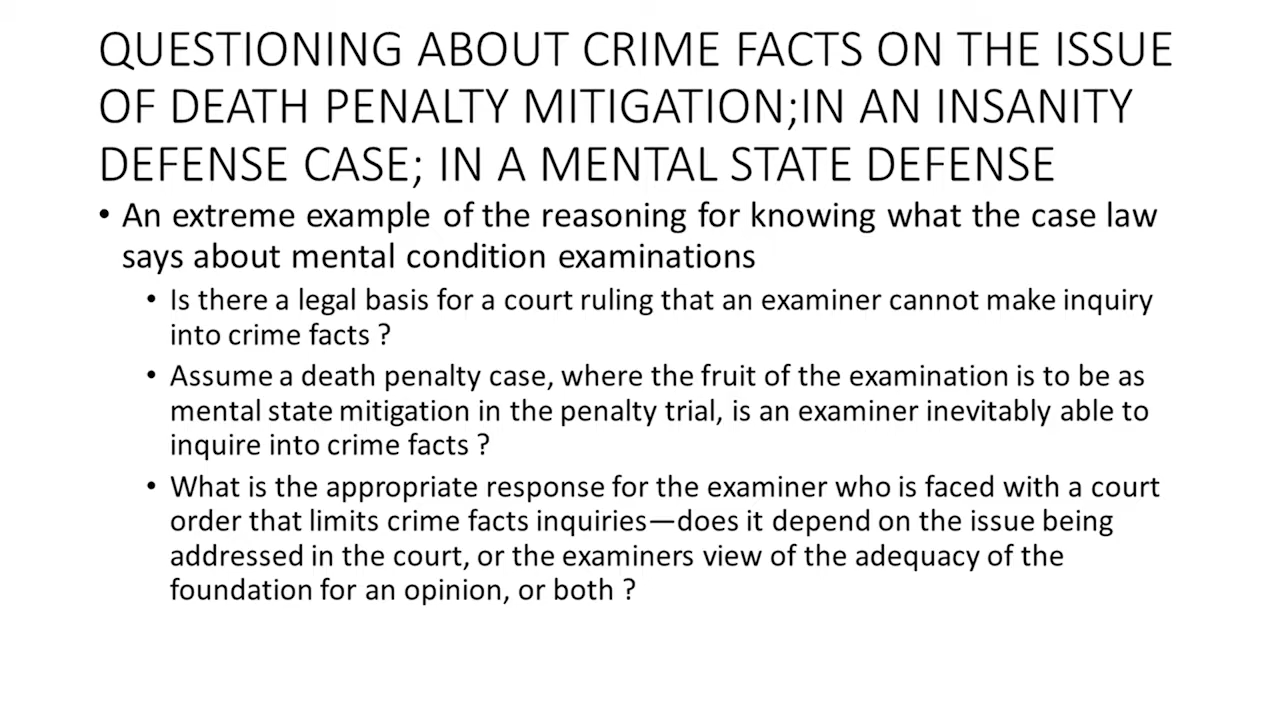 QUESTIONING ABOUT CRIME FACTS ON THE ISSUE
OF DEATH PENALTY MITIGATION;IN AN INSANITY
DEFENSE CASE; IN A MENTAL STATE DEFENSE
• An extreme example of the reasoning for knowing what the case law
says about mental condition examinations
• Is there a legal basis for a court ruling that an examiner cannot make inquiry
into crime facts ?
• Assume a death penalty case, where the fruit of the examination is to be as
mental state mitigation in the penalty trial, is an examiner inevitably able to
inquire into crime facts ?
• What is the appropriate response for the examiner who is faced with a court
order that limits crime facts inquiries—does it depend on the issue being
addressed in the court, or the examiners view of the adequacy of the
foundation for an opinion, or both ?